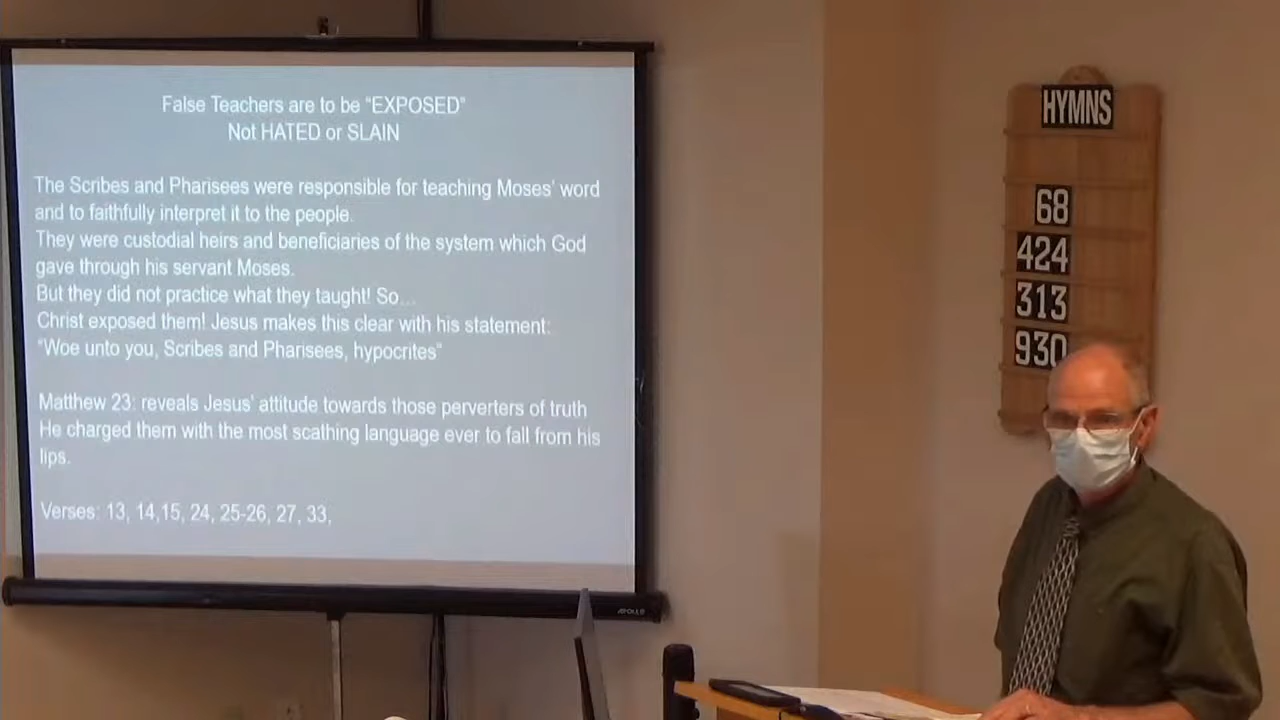 False Teachers are to be “EXPOSED”
Not HATED or SLAIN
The Scribes and Pharisees were responsible for teaching Moses’ word
and to faithfully interpret it to the people.
They were custodial heirs and beneficiaries of the system which God
gave through his servant Moses.
But they did not practice what they taught! So...
Christ exposed them! Jesus makes this clear with his statement:
“Woe unto you, Scribes and Pharisees, hypocrites“
Matthew 23: reveals Jesus’ attitude towards those perverters of truth
He charged them with the most scathing language ever to fall from his
lips.
Verses: 13, 14,15, 24, 25-26, 27, 33,
APOLLO
HYMNS
68
424
313
930